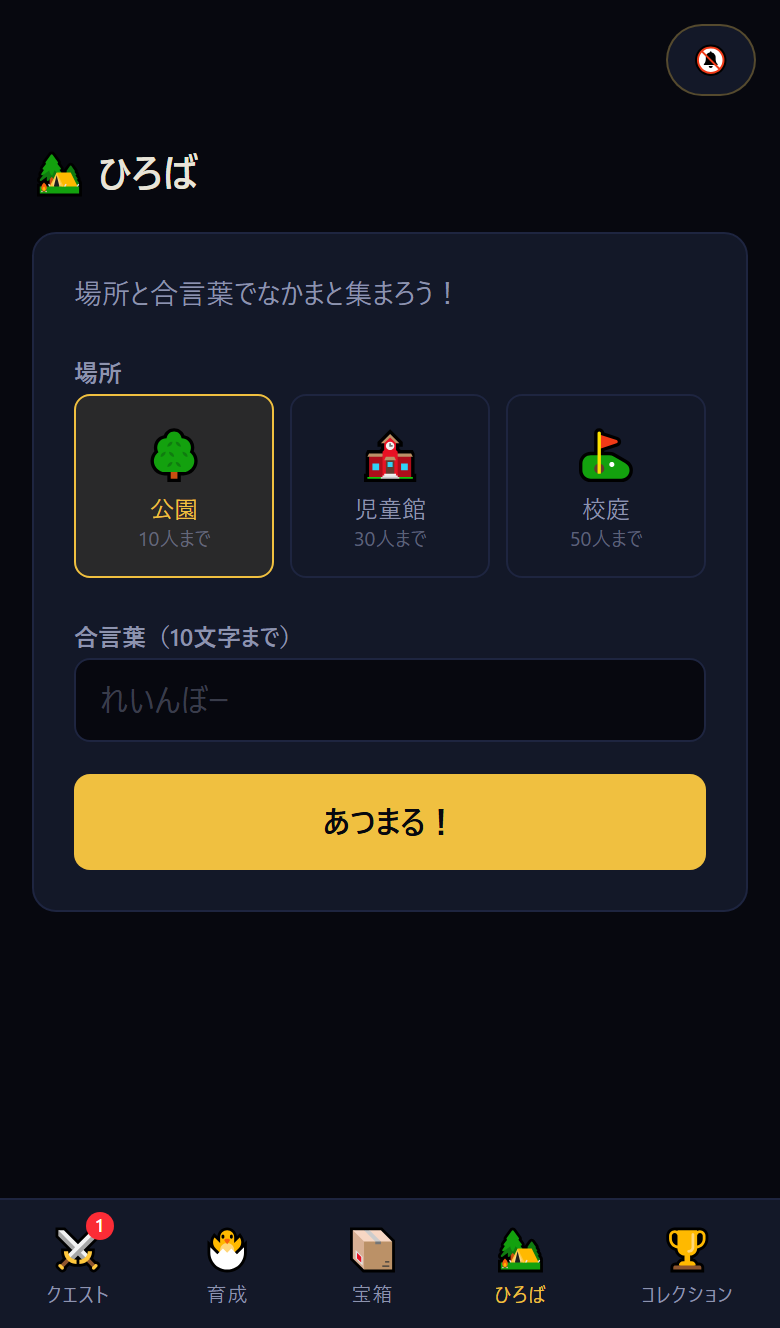 ひろば
場所と合言葉でなかまと集まろう！
場所
公園
10人まで
児童館
30人まで
校庭
50人まで
合言葉（10文字まで）
れいんぼー
あつまる！
1
クエスト
育成
宝箱
ひろば
コレクション